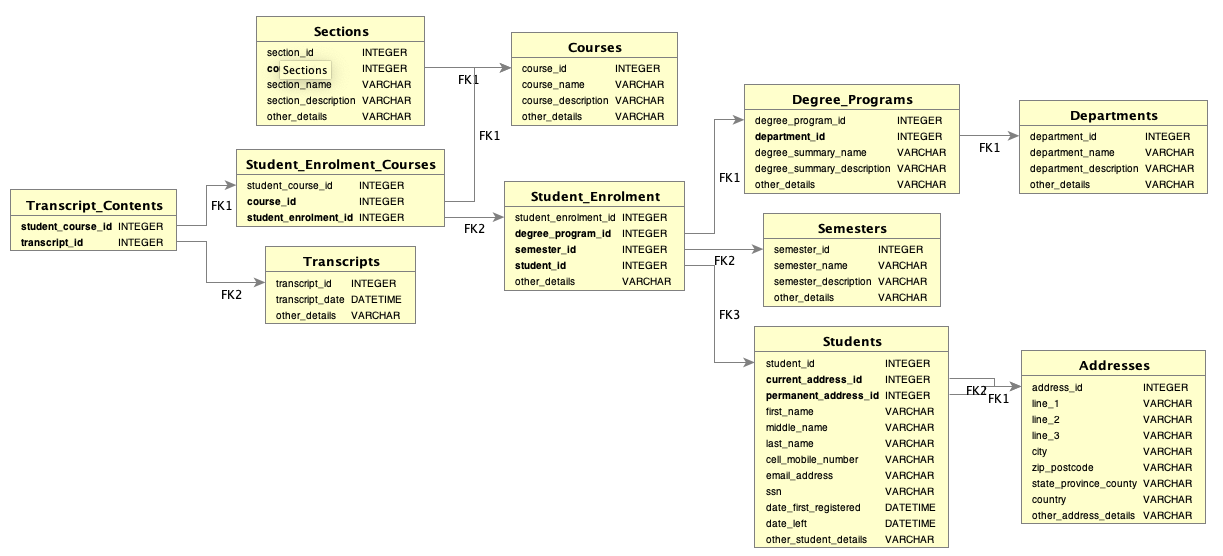 Sections
section_id INTEGER
co INTEGER
Sections
section_name VARCHAR
section_description VARCHAR
other_details VARCHAR
FK1
Courses
course_id INTEGER
course_name VARCHAR
course_description VARCHAR
other_details VARCHAR
FK1
Degree_Programs
degree_program_id INTEGER
department_id INTEGER
degree_summary_name VARCHAR
degree_summary_description VARCHAR
other_details VARCHAR
FK1
Departments
department_id INTEGER
department_name VARCHAR
department_description VARCHAR
other_details VARCHAR
Student_Enrolment_Courses
student_course_id INTEGER
course_id INTEGER
student_enrolment_id INTEGER
FK2
Transcript_Contents
student_course_id INTEGER
transcript_id INTEGER
FK1
FK2
Transcripts
transcript_id INTEGER
transcript_date DATETIME
other_details VARCHAR
Student_Enrolment
student_enrolment_id INTEGER
degree_program_id INTEGER
semester_id INTEGER
student_id INTEGER
other_details VARCHAR
FK1
FK2
FK3
Semesters
semester_id INTEGER
semester_name VARCHAR
semester_description VARCHAR
other_details VARCHAR
Students
student_id INTEGER
current_address_id INTEGER
permanent_address_id INTEGER
first_name VARCHAR
middle_name VARCHAR
last_name VARCHAR
cell_mobile_number VARCHAR
email_address VARCHAR
ssn VARCHAR
date_first_registered DATETIME
date_left DATETIME
other_student_details VARCHAR
FK2
FK1
Addresses
address_id INTEGER
line_1 VARCHAR
line_2 VARCHAR
line_3 VARCHAR
city VARCHAR
zip_postcode VARCHAR
state_province_county VARCHAR
country VARCHAR
other_address_details VARCHAR